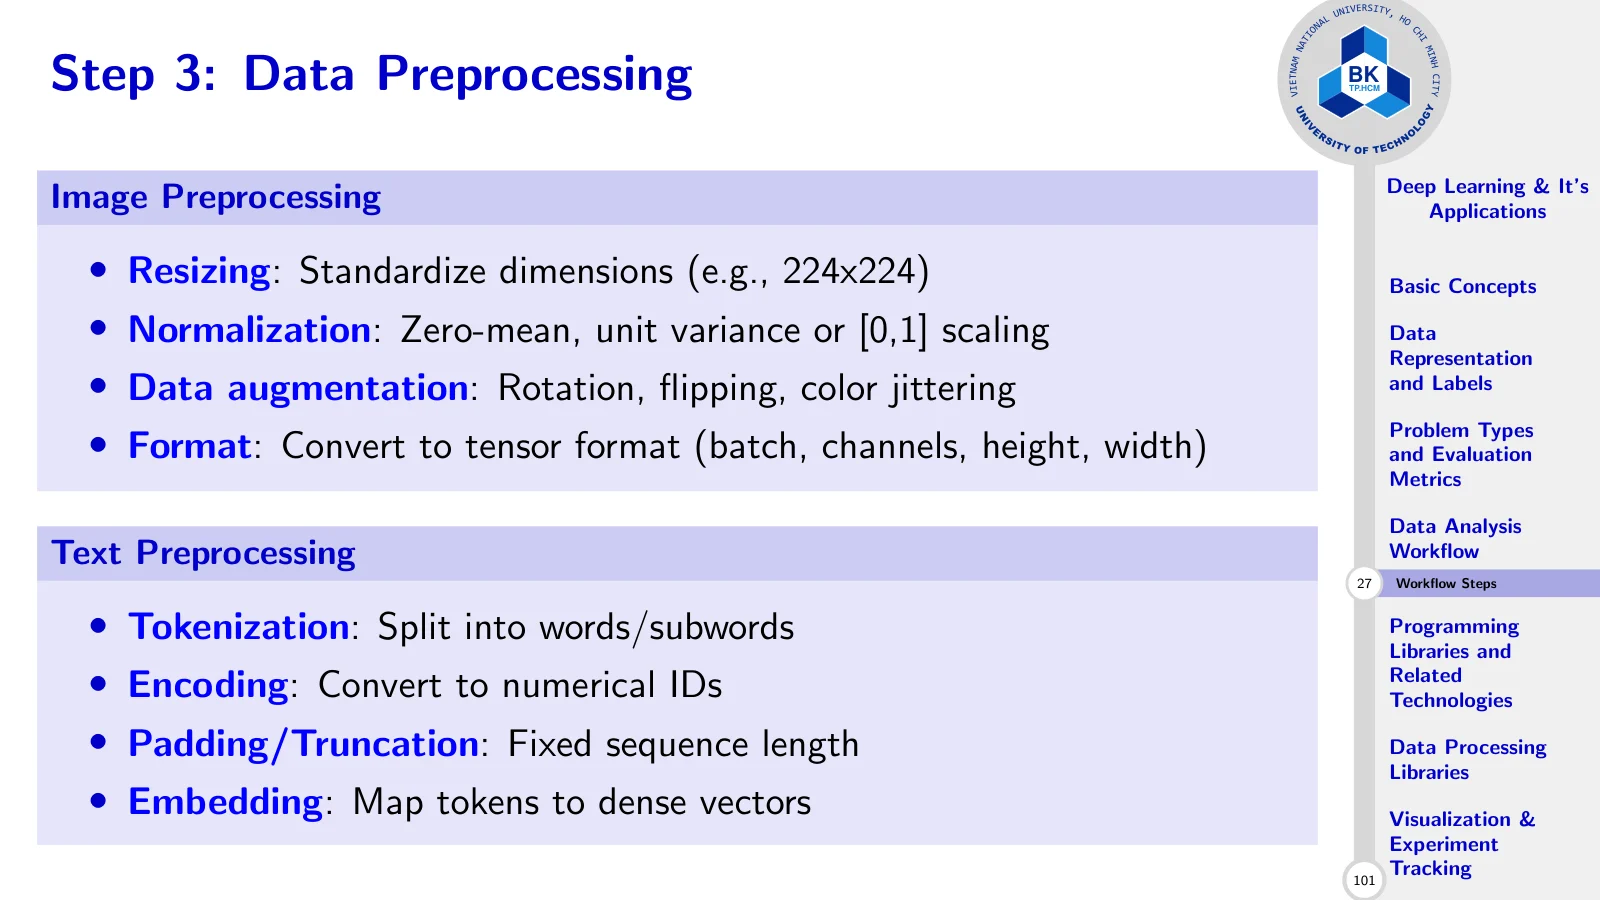 Step 3: Data Preprocessing
VIETNAM NATIONAL UNIVERSITY, HO CHI MINH CITY
BK
TP.HCM
UNIVERSITY OF TECHNOLOGY
Image Preprocessing
• Resizing: Standardize dimensions (e.g., 224x224)
• Normalization: Zero-mean, unit variance or [0,1] scaling
• Data augmentation: Rotation, flipping, color jittering
• Format: Convert to tensor format (batch, channels, height, width)
Text Preprocessing
• Tokenization: Split into words/subwords
• Encoding: Convert to numerical IDs
• Padding/Truncation: Fixed sequence length
• Embedding: Map tokens to dense vectors
Deep Learning & It's
Applications
Basic Concepts
Data
Representation
and Labels
Problem Types
and Evaluation
Metrics
Data Analysis
Workflow
27 Workflow Steps
Programming
Libraries and
Related
Technologies
Data Processing
Libraries
Visualization &
Experiment
Tracking
101